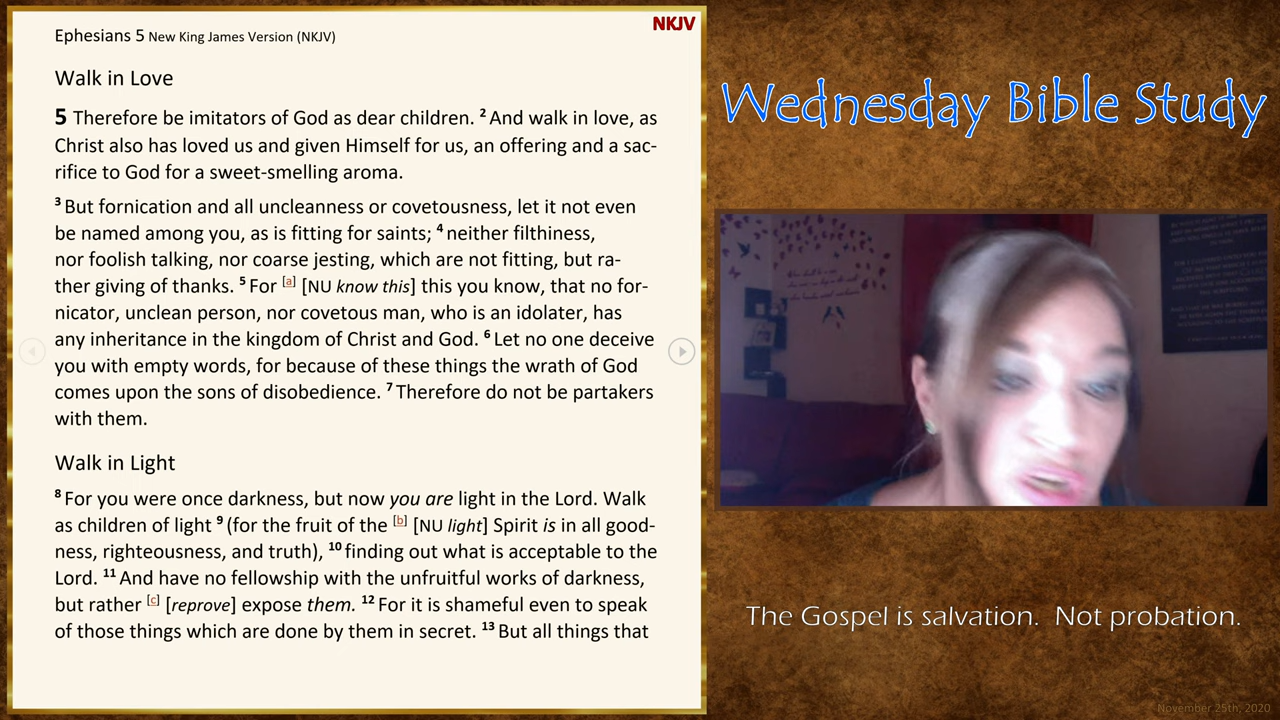 NKJV
Ephesians 5 New King James Version (NKJV)
Walk in Love
5 Therefore be imitators of God as dear children. 2 And walk in love, as
Christ also has loved us and given Himself for us, an offering and a sac-
rifice to God for a sweet-smelling aroma.
3 But fornication and all uncleanness or covetousness, let it not even
be named among you, as is fitting for saints; 4 neither filthiness,
nor foolish talking, nor coarse jesting, which are not fitting, but ra-
ther giving of thanks. 5 For [a] [NU know this] this you know, that no for-
nicator, unclean person, nor covetous man, who is an idolater, has
any inheritance in the kingdom of Christ and God. 6 Let no one deceive
you with empty words, for because of these things the wrath of God
comes upon the sons of disobedience. 7 Therefore do not be partakers
with them.
Walk in Light
8 For you were once darkness, but now you are light in the Lord. Walk
as children of light 9 (for the fruit of the [b] [NU light] Spirit is in all good-
ness, righteousness, and truth), 10 finding out what is acceptable to the
Lord. 11 And have no fellowship with the unfruitful works of darkness,
but rather [c] [reprove] expose them. 12 For it is shameful even to speak
of those things which are done by them in secret. 13 But all things that
Wednesday Bible Study
The Gospel is salvation. Not probation.
November 25th, 2020